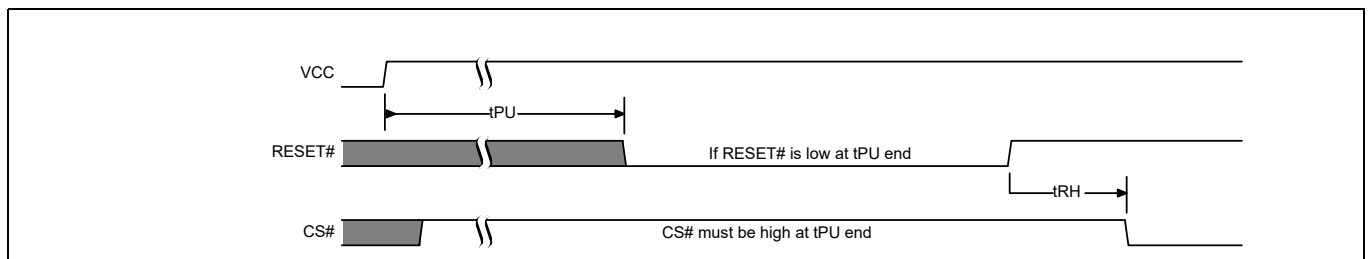 VCC
tPU
RESET#
If RESET# is low at tPU end
tRH
CS#
CS# must be high at tPU end